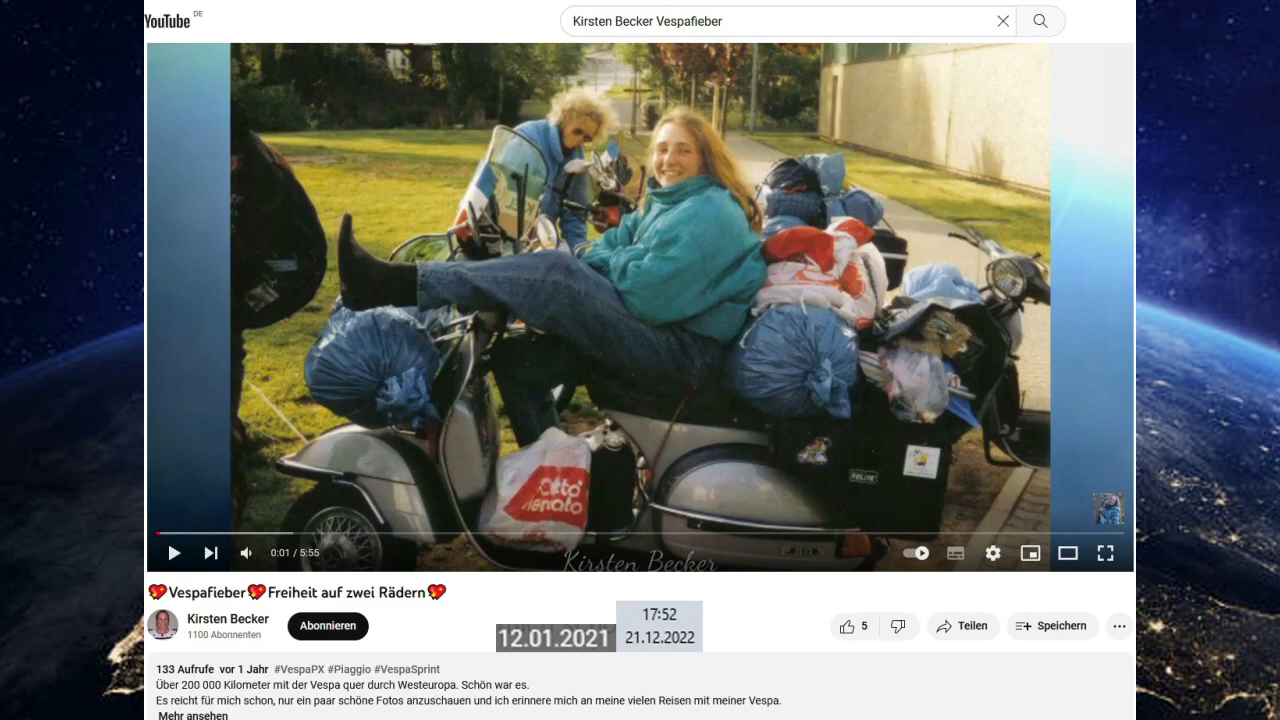 YouTube DE
Kirsten Becker Vespafieber
Otto
Renato
0:01 / 5:55
Kirsten Becker
💖Vespafieber💖Freiheit auf zwei Rädern💖
Kirsten Becker
1100 Abonnenten
Abonnieren
12.01.2021
17:52
21.12.2022
5
Teilen
Speichern
133 Aufrufe vor 1 Jahr #VespaPX #Piaggio #VespaSprint
Über 200 000 Kilometer mit der Vespa quer durch Westeuropa. Schön war es.
Es reicht für mich schon, nur ein paar schöne Fotos anzuschauen und ich erinnere mich an meine vielen Reisen mit meiner Vespa.
Mehr ansehen